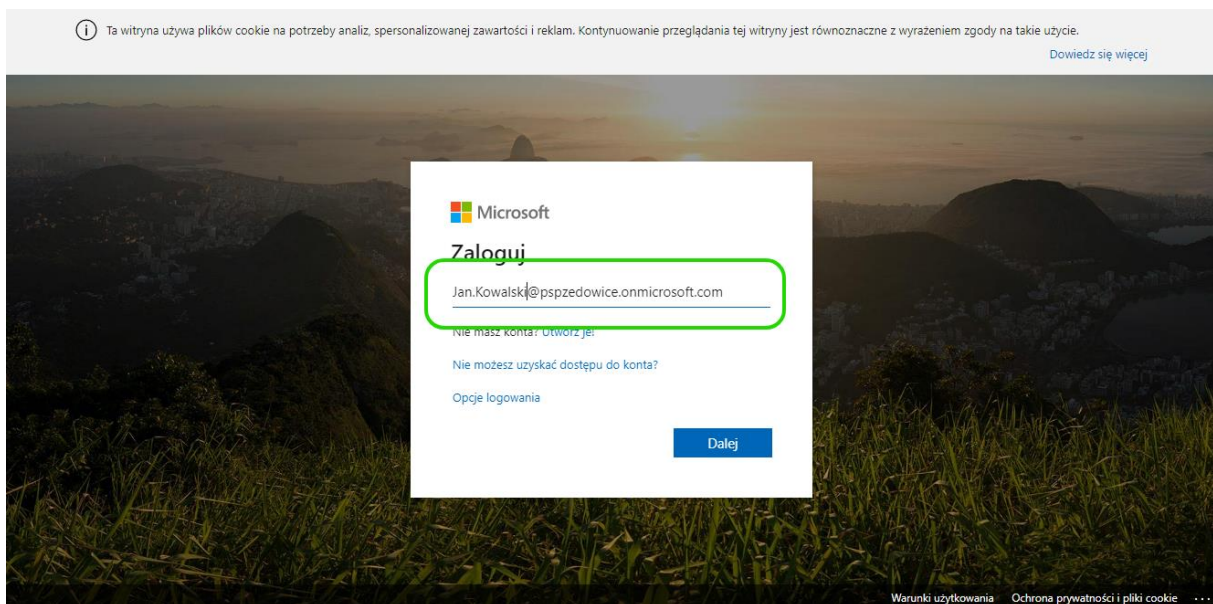 Ta witryna używa plików cookie na potrzeby analiz, spersonalizowanej zawartości i reklam. Kontynuowanie przeglądania tej witryny jest równoznaczne z wyrażeniem zgody na takie użycie.
Dowiedz się więcej
Microsoft
Zaloguj
Jan.Kowalski@pspzedowice.onmicrosoft.com
Nie masz konta? Utwórz je!
Nie możesz uzyskać dostępu do konta?
Opcje logowania
Dalej
Warunki użytkowania Ochrona prywatności i pliki cookie ...